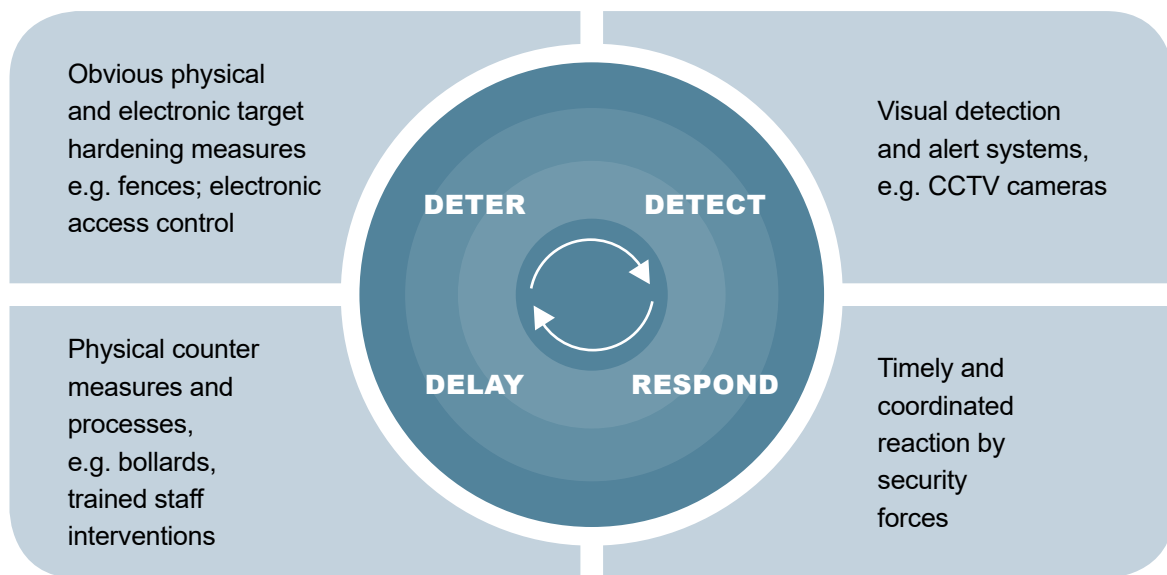 Obvious physical
and electronic target
hardening measures
e.g. fences; electronic
access control
DETER
DETECT
Visual detection
and alert systems,
e.g. CCTV cameras
Physical counter
measures and
processes,
e.g. bollards,
trained staff
interventions
DELAY
RESPOND
Timely and
coordinated
reaction by
security
forces